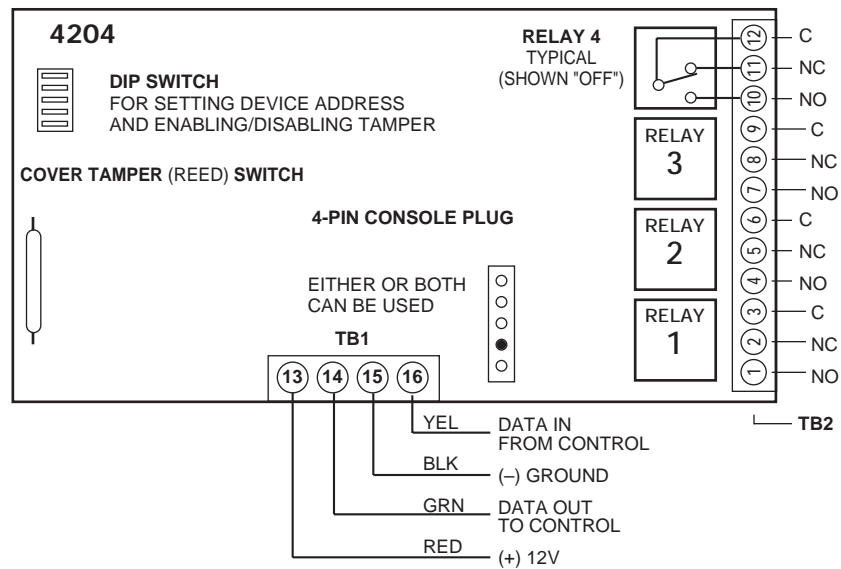 4204
RELAY 4
TYPICAL
(SHOWN "OFF")
DIP SWITCH
FOR SETTING DEVICE ADDRESS
AND ENABLING/DISABLING TAMPER
COVER TAMPER (REED) SWITCH
4-PIN CONSOLE PLUG
EITHER OR BOTH
CAN BE USED
TB1
13 14 15 16
RELAY
3
RELAY
2
RELAY
1
12 C
11 NC
10 NO
9 C
8 NC
7 NO
6 C
5 NC
4 NO
3 C
2 NC
1 NO
TB2
YEL DATA IN
FROM CONTROL
BLK (–) GROUND
GRN DATA OUT
TO CONTROL
RED (+) 12V